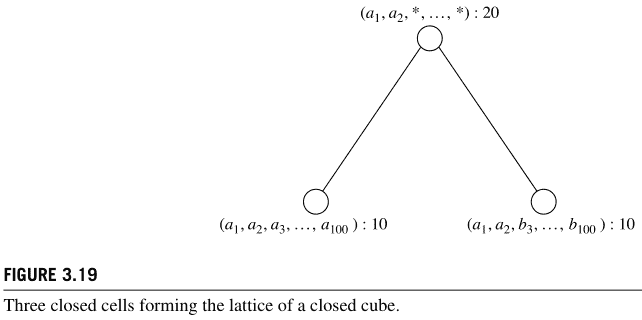 (a₁, a₂, *, …, *) : 20
(a₁, a₂, a₃, …, a₁₀₀ ) : 10
(a₁, a₂, b₃, …, b₁₀₀ ) : 10
FIGURE 3.19
Three closed cells forming the lattice of a closed cube.